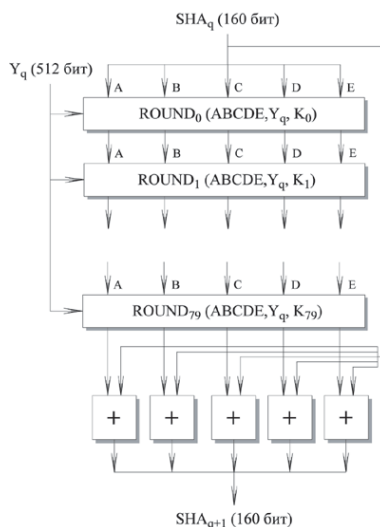 SHA_q (160 бит)
Y_q (512 бит)
A B C D E
ROUND_0 (ABCDE,Y_q, K_0)
A B C D E
ROUND_1 (ABCDE,Y_q, K_1)
A B C D E
ROUND_79 (ABCDE,Y_q, K_79)
+ + + + +
SHA_q+1 (160 бит)